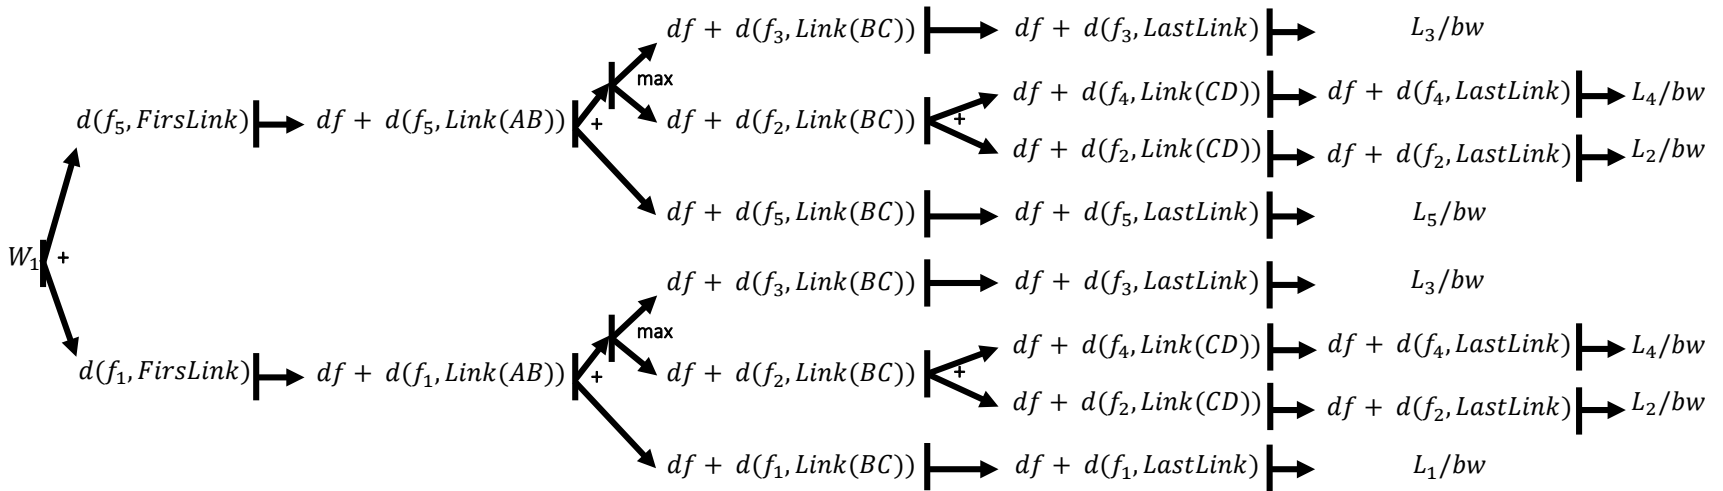 df + d(f₃, Link(BC)) df + d(f₃, LastLink) L₃/bw
max
df + d(f₄, Link(CD)) df + d(f₄, LastLink) L₄/bw
d(f₅, FirsLink) df + d(f₅, Link(AB)) + df + d(f₂, Link(BC)) +
df + d(f₂, Link(CD)) df + d(f₂, LastLink) L₂/bw
df + d(f₅, Link(BC)) df + d(f₅, LastLink) L₅/bw
W₁ +
df + d(f₃, Link(BC)) df + d(f₃, LastLink) L₃/bw
max
df + d(f₄, Link(CD)) df + d(f₄, LastLink) L₄/bw
d(f₁, FirsLink) df + d(f₁, Link(AB)) + df + d(f₂, Link(BC)) +
df + d(f₂, Link(CD)) df + d(f₂, LastLink) L₂/bw
df + d(f₁, Link(BC)) df + d(f₁, LastLink) L₁/bw